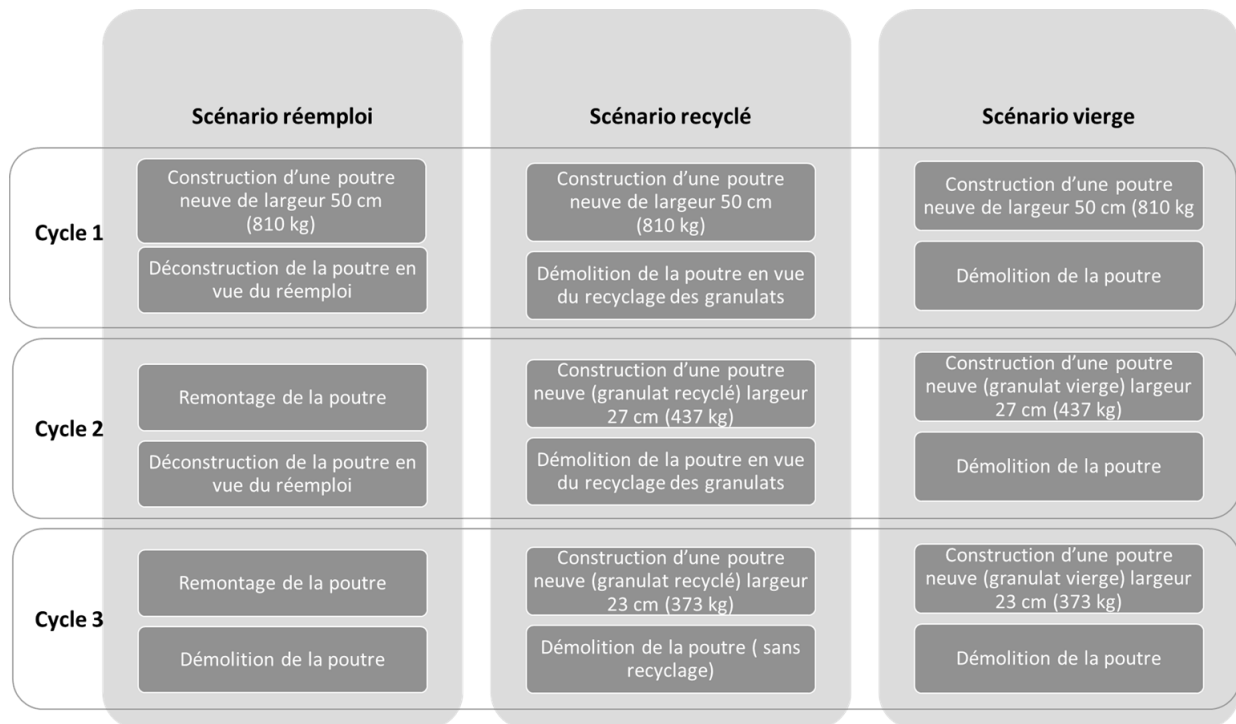 Scénario réemploi
Scénario recyclé
Scénario vierge
Cycle 1
Construction d’une poutre
neuve de largeur 50 cm
(810 kg)
Déconstruction de la poutre en
vue du réemploi
Construction d’une poutre
neuve de largeur 50 cm
(810 kg)
Démolition de la poutre en vue
du recyclage des granulats
Construction d’une poutre
neuve de largeur 50 cm (810 kg
Démolition de la poutre
Cycle 2
Remontage de la poutre
Déconstruction de la poutre en
vue du réemploi
Construction d’une poutre
neuve (granulat recyclé) largeur
27 cm (437 kg)
Démolition de la poutre en vue
du recyclage des granulats
Construction d’une poutre
neuve (granulat vierge) largeur
27 cm (437 kg)
Démolition de la poutre
Cycle 3
Remontage de la poutre
Démolition de la poutre
Construction d’une poutre
neuve (granulat recyclé) largeur
23 cm (373 kg)
Démolition de la poutre ( sans
recyclage)
Construction d’une poutre
neuve (granulat vierge) largeur
23 cm (373 kg)
Démolition de la poutre